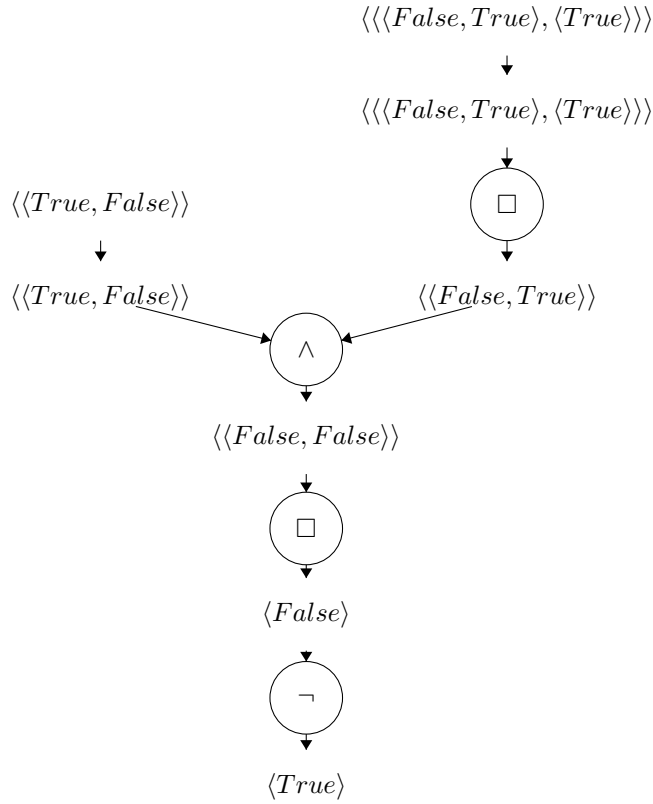 ⟨⟨⟨False, True⟩, ⟨True⟩⟩⟩
⟨⟨⟨False, True⟩, ⟨True⟩⟩⟩
⟨⟨True, False⟩⟩
□
⟨⟨True, False⟩⟩
⟨⟨False, True⟩⟩
∧
⟨⟨False, False⟩⟩
□
⟨False⟩
¬
⟨True⟩